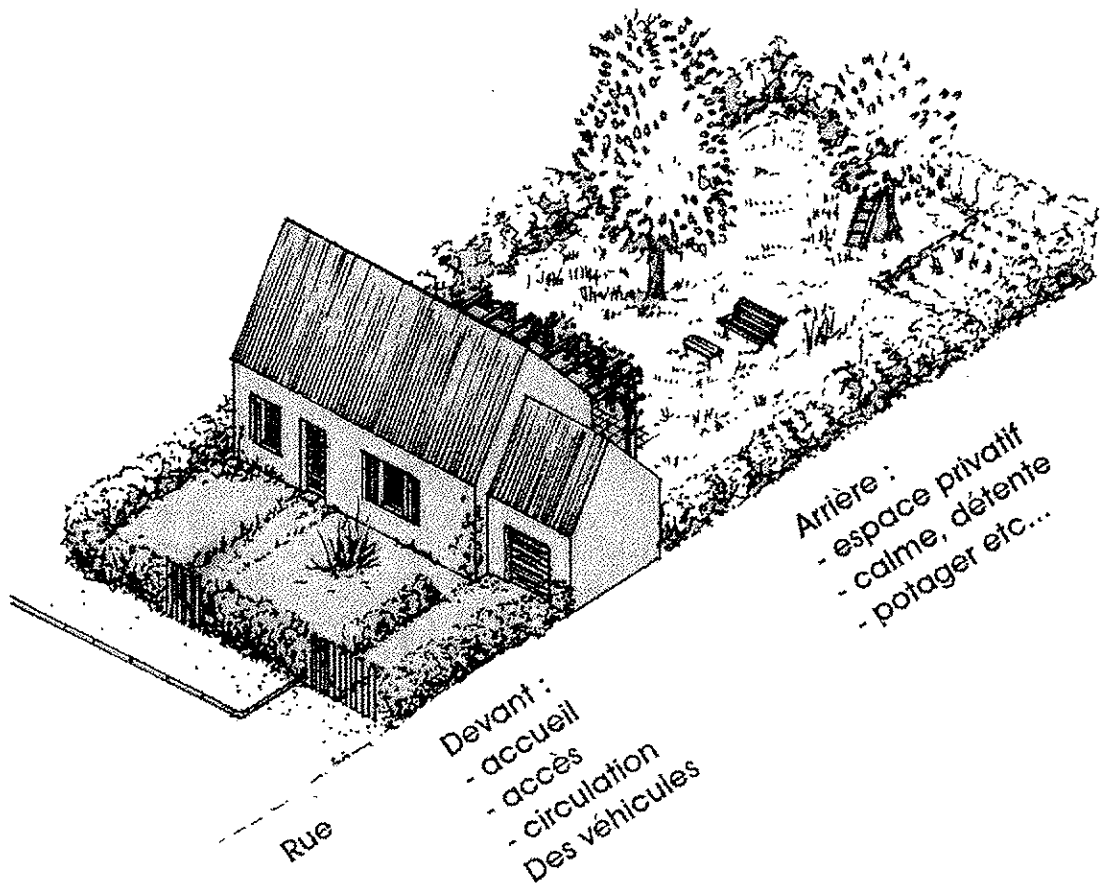 Arrière :
- espace privatif
- calme, détente
- potager etc...
Devant :
- accueil
- accès
- circulation
Des véhicules
Rue